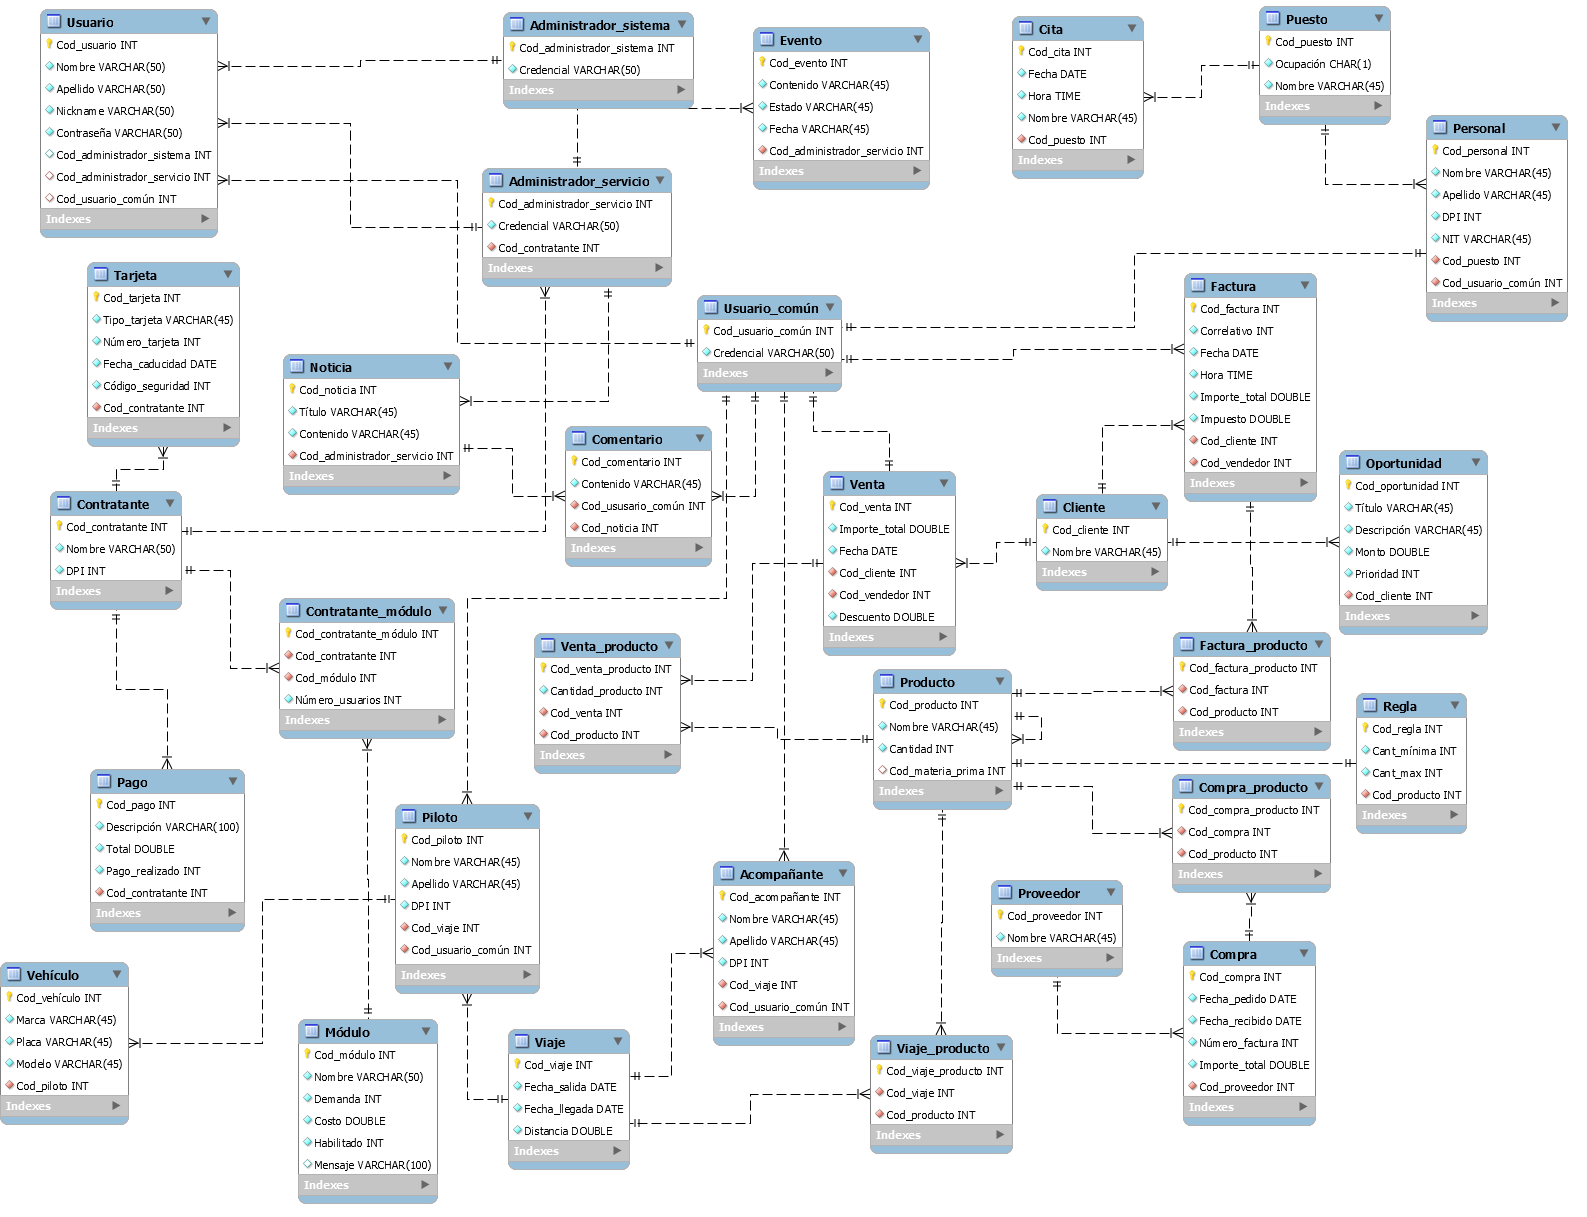 Usuario
Cod_usuario INT
Nombre VARCHAR(50)
Apellido VARCHAR(50)
Nickname VARCHAR(50)
Contraseña VARCHAR(50)
Cod_administrador_sistema INT
Cod_administrador_servicio INT
Cod_usuario_común INT
Indexes
Administrador_sistema
Cod_administrador_sistema INT
Credencial VARCHAR(50)
Indexes
Evento
Cod_evento INT
Contenido VARCHAR(45)
Estado VARCHAR(45)
Fecha VARCHAR(45)
Cod_administrador_servicio INT
Indexes
Cita
Cod_cita INT
Fecha DATE
Hora TIME
Nombre VARCHAR(45)
Cod_puesto INT
Indexes
Puesto
Cod_puesto INT
Ocupación CHAR(1)
Nombre VARCHAR(45)
Indexes
Personal
Cod_personal INT
Nombre VARCHAR(45)
Apellido VARCHAR(45)
DPI INT
NIT VARCHAR(45)
Cod_puesto INT
Cod_usuario_común INT
Indexes
Administrador_servicio
Cod_administrador_servicio INT
Credencial VARCHAR(50)
Cod_contratante INT
Indexes
Tarjeta
Cod_tarjeta INT
Tipo_tarjeta VARCHAR(45)
Número_tarjeta INT
Fecha_caducidad DATE
Código_seguridad INT
Cod_contratante INT
Indexes
Noticia
Cod_noticia INT
Título VARCHAR(45)
Contenido VARCHAR(45)
Cod_administrador_servicio INT
Indexes
Usuario_común
Cod_usuario_común INT
Credencial VARCHAR(50)
Indexes
Factura
Cod_factura INT
Correlativo INT
Fecha DATE
Hora TIME
Importe_total DOUBLE
Impuesto DOUBLE
Cod_cliente INT
Cod_vendedor INT
Indexes
Comentario
Cod_comentario INT
Contenido VARCHAR(45)
Cod_ususario_común INT
Cod_noticia INT
Indexes
Venta
Cod_venta INT
Importe_total DOUBLE
Fecha DATE
Cod_cliente INT
Cod_vendedor INT
Descuento DOUBLE
Indexes
Cliente
Cod_cliente INT
Nombre VARCHAR(45)
Indexes
Oportunidad
Cod_oportunidad INT
Título VARCHAR(45)
Descripción VARCHAR(45)
Monto DOUBLE
Prioridad INT
Cod_cliente INT
Indexes
Contratante
Cod_contratante INT
Nombre VARCHAR(50)
DPI INT
Indexes
Contratante_módulo
Cod_contratante_módulo INT
Cod_contratante INT
Cod_módulo INT
Número_usuarios INT
Indexes
Venta_producto
Cod_venta_producto INT
Cantidad_producto INT
Cod_venta INT
Cod_producto INT
Indexes
Producto
Cod_producto INT
Nombre VARCHAR(45)
Cantidad INT
Cod_materia_prima INT
Indexes
Factura_producto
Cod_factura_producto INT
Cod_factura INT
Cod_producto INT
Indexes
Regla
Cod_regla INT
Cant_mínima INT
Cant_max INT
Cod_producto INT
Indexes
Pago
Cod_pago INT
Descripción VARCHAR(100)
Total DOUBLE
Pago_realizado INT
Cod_contratante INT
Indexes
Piloto
Cod_piloto INT
Nombre VARCHAR(45)
Apellido VARCHAR(45)
DPI INT
Cod_viaje INT
Cod_usuario_común INT
Indexes
Acompañante
Cod_acompañante INT
Nombre VARCHAR(45)
Apellido VARCHAR(45)
DPI INT
Cod_viaje INT
Cod_usuario_común INT
Indexes
Compra_producto
Cod_compra_producto INT
Cod_compra INT
Cod_producto INT
Indexes
Proveedor
Cod_proveedor INT
Nombre VARCHAR(45)
Indexes
Compra
Cod_compra INT
Fecha_pedido DATE
Fecha_recibido DATE
Número_factura INT
Importe_total DOUBLE
Cod_proveedor INT
Indexes
Vehículo
Cod_vehículo INT
Marca VARCHAR(45)
Placa VARCHAR(45)
Modelo VARCHAR(45)
Cod_piloto INT
Indexes
Módulo
Cod_módulo INT
Nombre VARCHAR(50)
Demanda INT
Costo DOUBLE
Habilitado INT
Mensaje VARCHAR(100)
Indexes
Viaje
Cod_viaje INT
Fecha_salida DATE
Fecha_llegada DATE
Distancia DOUBLE
Indexes
Viaje_producto
Cod_viaje_producto INT
Cod_viaje INT
Cod_producto INT
Indexes